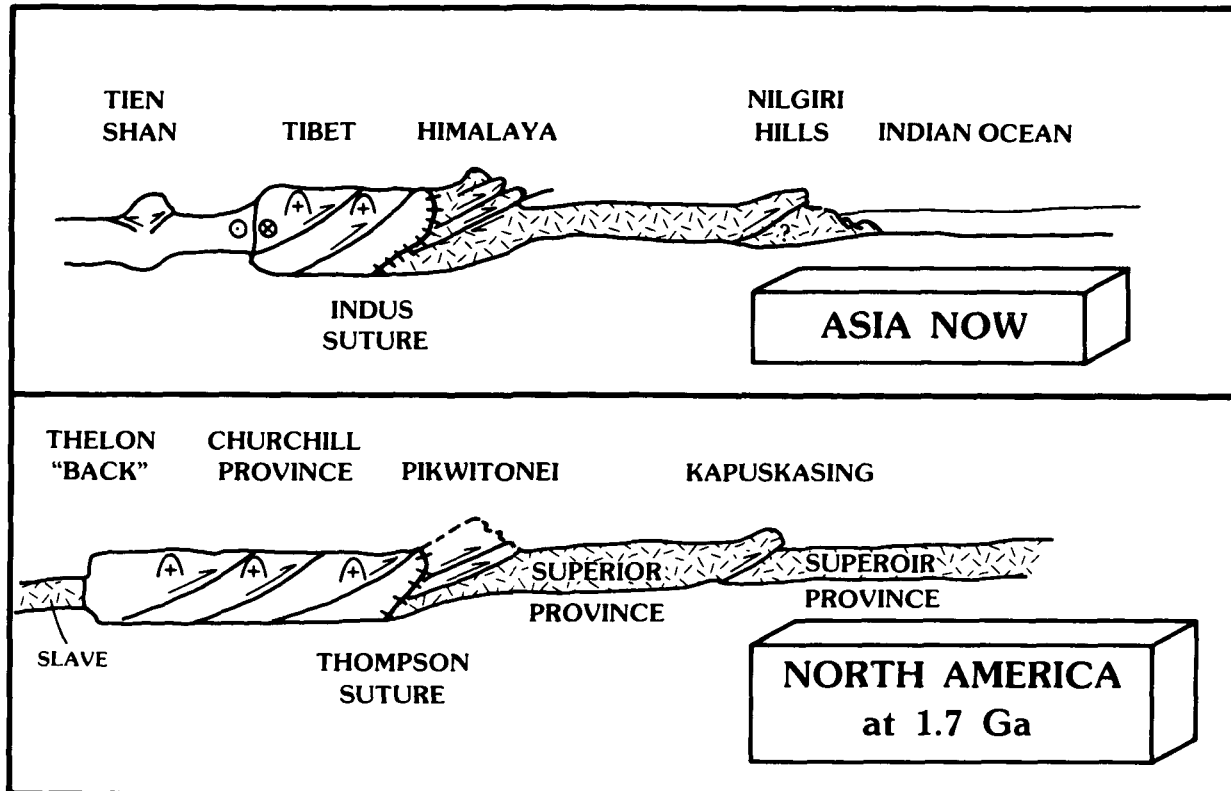 TIEN
SHAN
TIBET
HIMALAYA
NILGIRI
HILLS
INDIAN OCEAN
?
INDUS
SUTURE
ASIA NOW
THELON
“BACK”
CHURCHILL
PROVINCE
PIKWITONEI
KAPUSKASING
SUPERIOR
PROVINCE
SUPEROIR
PROVINCE
SLAVE
THOMPSON
SUTURE
NORTH AMERICA
at 1.7 Ga